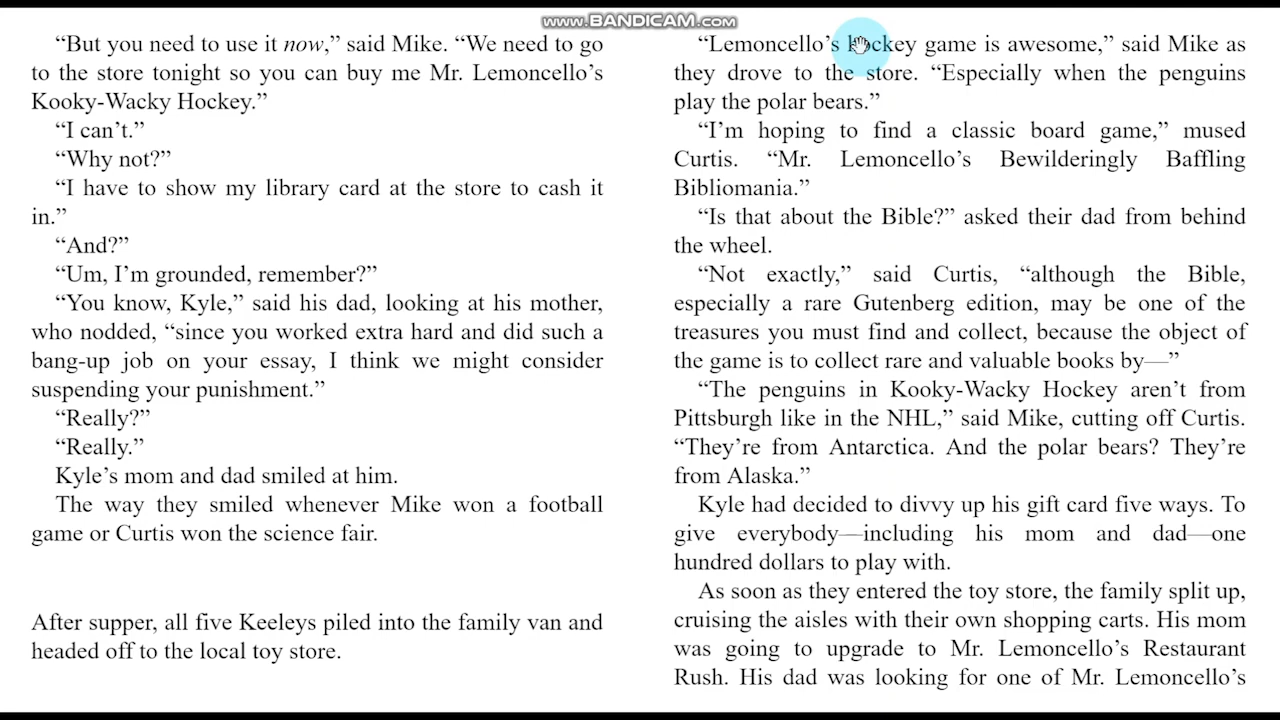 www.BANDICAM.com
“But you need to use it now,” said Mike. “We need to go
to the store tonight so you can buy me Mr. Lemoncello’s
Kooky-Wacky Hockey.”
“I can’t.”
“Why not?”
“I have to show my library card at the store to cash it
in.”
“And?”
“Um, I’m grounded, remember?”
“You know, Kyle,” said his dad, looking at his mother,
who nodded, “since you worked extra hard and did such a
bang-up job on your essay, I think we might consider
suspending your punishment.”
“Really?”
“Really.”
Kyle’s mom and dad smiled at him.
The way they smiled whenever Mike won a football
game or Curtis won the science fair.
After supper, all five Keeleys piled into the family van and
headed off to the local toy store.
“Lemoncello’s hockey game is awesome,” said Mike as
they drove to the store. “Especially when the penguins
play the polar bears.”
“I’m hoping to find a classic board game,” mused
Curtis. “Mr. Lemoncello’s Bewilderingly Baffling
Bibliomania.”
“Is that about the Bible?” asked their dad from behind
the wheel.
“Not exactly,” said Curtis, “although the Bible,
especially a rare Gutenberg edition, may be one of the
treasures you must find and collect, because the object of
the game is to collect rare and valuable books by—”
“The penguins in Kooky-Wacky Hockey aren’t from
Pittsburgh like in the NHL,” said Mike, cutting off Curtis.
“They’re from Antarctica. And the polar bears? They’re
from Alaska.”
Kyle had decided to divvy up his gift card five ways. To
give everybody—including his mom and dad—one
hundred dollars to play with.
As soon as they entered the toy store, the family split up,
cruising the aisles with their own shopping carts. His mom
was going to upgrade to Mr. Lemoncello’s Restaurant
Rush. His dad was looking for one of Mr. Lemoncello’s